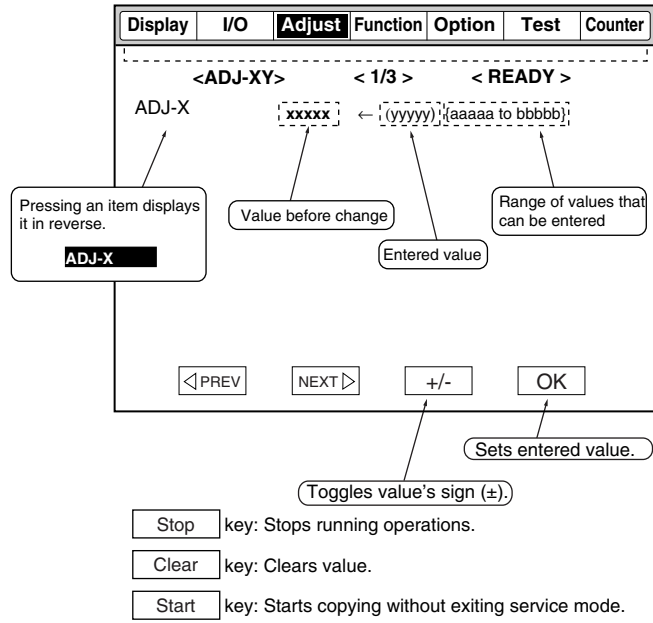 Display I/O Adjust Function Option Test Counter
<ADJ-XY> < 1/3 > < READY >
ADJ-X xxxxx ← (yyyyy) {aaaaa to bbbbb}
Pressing an item displays
it in reverse.
ADJ-X
Value before change
Entered value
Range of values that
can be entered
PREV NEXT +/- OK
Sets entered value.
Toggles value's sign (±).
Stop key: Stops running operations.
Clear key: Clears value.
Start key: Starts copying without exiting service mode.